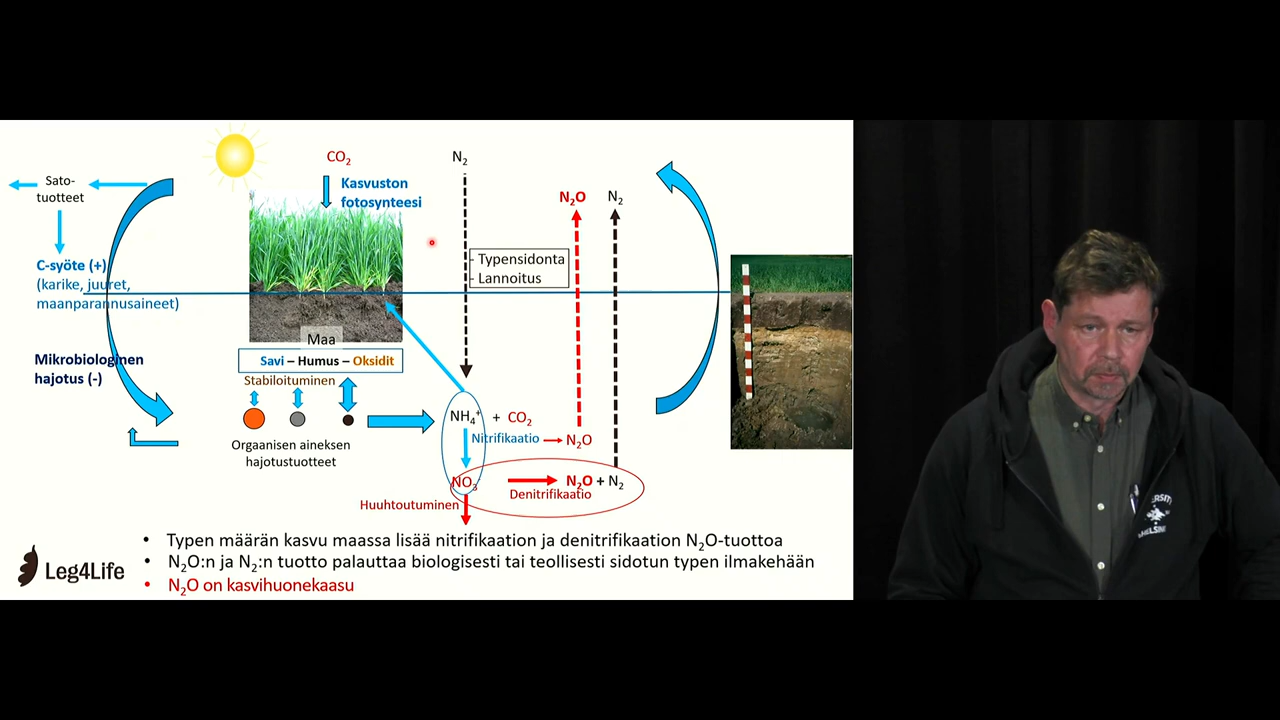 CO2
N2
Sato-
tuotteet
Kasvuston
fotosynteesi
N2O
N2
C-syöte (+)
(karike, juuret,
maanparannusaineet)
- Typensidonta
- Lannoitus
Maa
Savi – Humus – Oksidit
Mikrobiologinen
hajotus (-)
Stabiloituminen
NH4+ + CO2
Nitrifikaatio
N2O
Orgaanisen aineksen
hajotustuotteet
NO3-
N2O + N2
Denitrifikaatio
Huuhtoutuminen
• Typen määrän kasvu maassa lisää nitrifikaation ja denitrifikaation N2O-tuottoa
• N2O:n ja N2:n tuotto palauttaa biologisesti tai teollisesti sidotun typen ilmakehään
• N2O on kasvihuonekaasu
Leg4Life